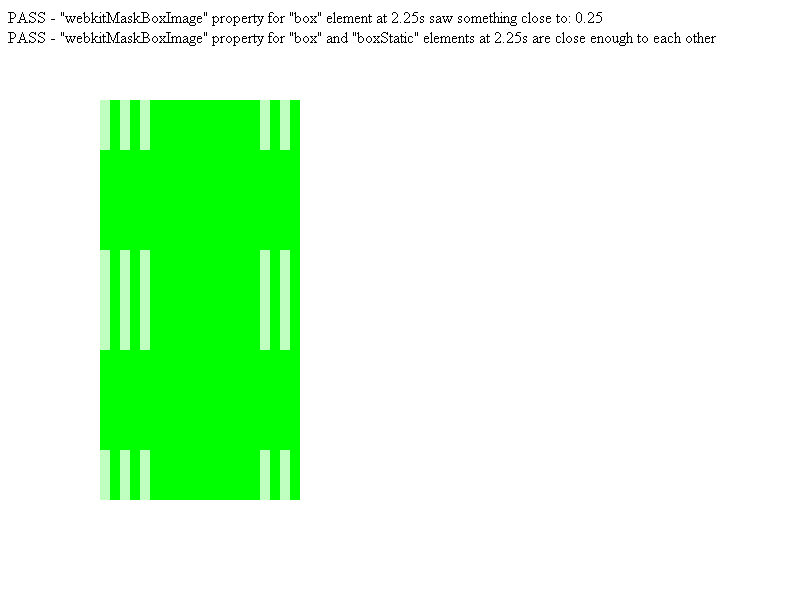 PASS - "webkitMaskBoxImage" property for "box" element at 2.25s saw something close to: 0.25
PASS - "webkitMaskBoxImage" property for "box" and "boxStatic" elements at 2.25s are close enough to each other